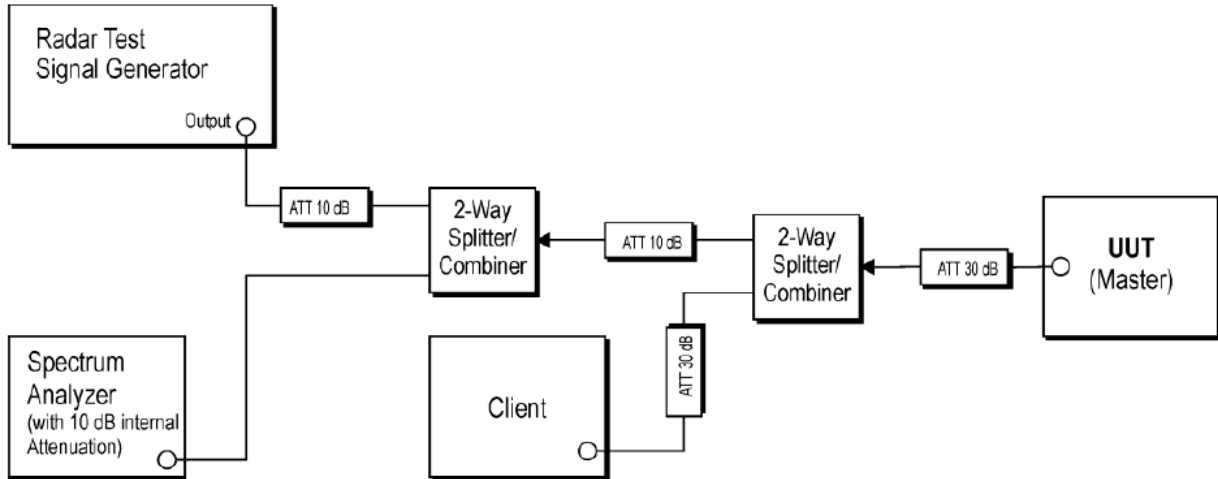 Radar Test
Signal Generator
Output
ATT 10 dB
2-Way
Splitter/
Combiner
ATT 10 dB
2-Way
Splitter/
Combiner
ATT 30 dB
UUT
(Master)
Spectrum
Analyzer
(with 10 dB internal
Attenuation)
Client
ATT 30 dB